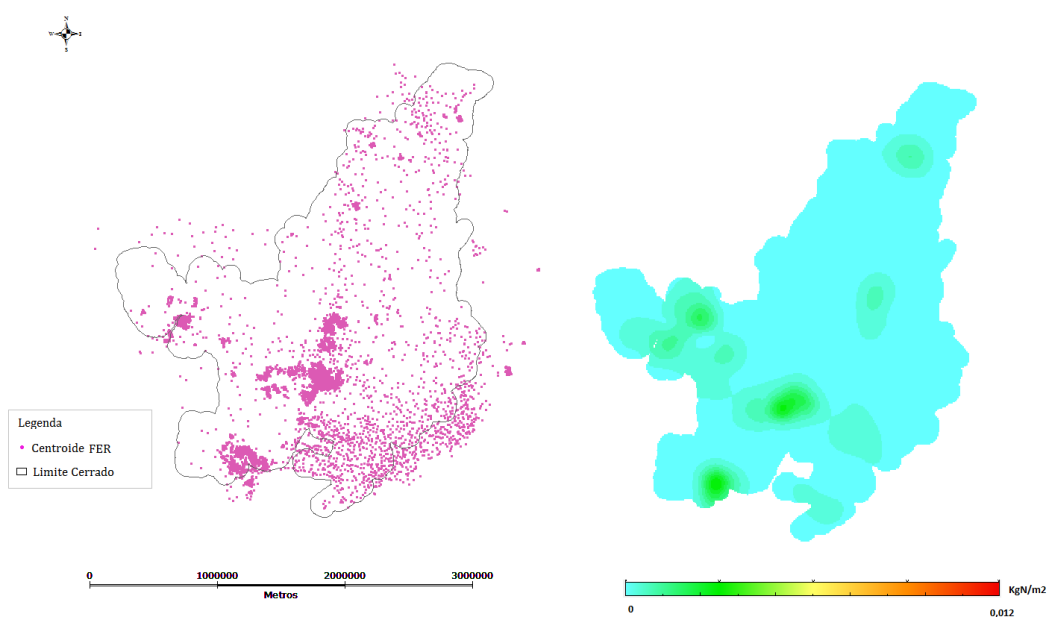 N
W E
S
Legenda
Centroide FER
Limite Cerrado
0 1000000 2000000 3000000
Metros
KgN/m2
0 0,012